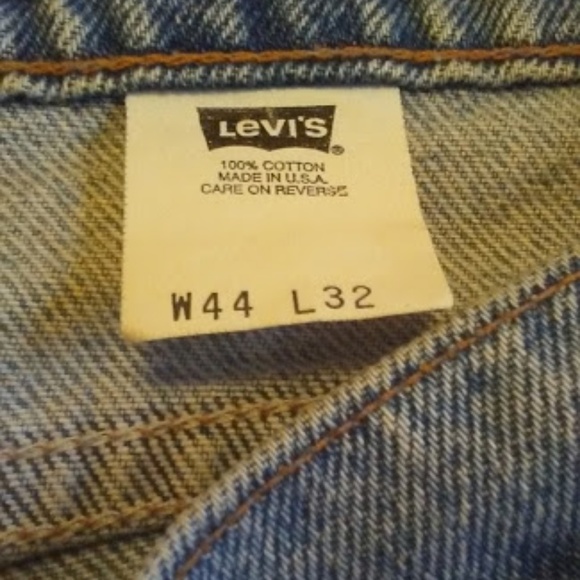 LEVI'S®
100% COTTON
MADE IN U.S.A.
CARE ON REVERSE
W44 L32